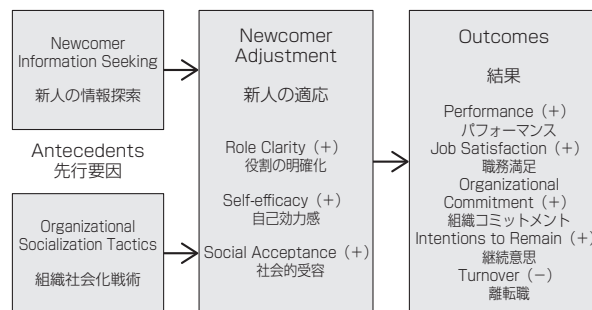 Newcomer
Information Seeking
新人の情報探索
Antecedents
先行要因
Organizational
Socialization Tactics
組織社会化戦術
Newcomer
Adjustment
新人の適応
Role Clarity（+）
役割の明確化
Self-efficacy（+）
自己効力感
Social Acceptance（+）
社会的受容
Outcomes
結果
Performance（+）
パフォーマンス
Job Satisfaction（+）
職務満足
Organizational
Commitment（+）
組織コミットメント
Intentions to Remain（+）
継続意思
Turnover（−）
離転職